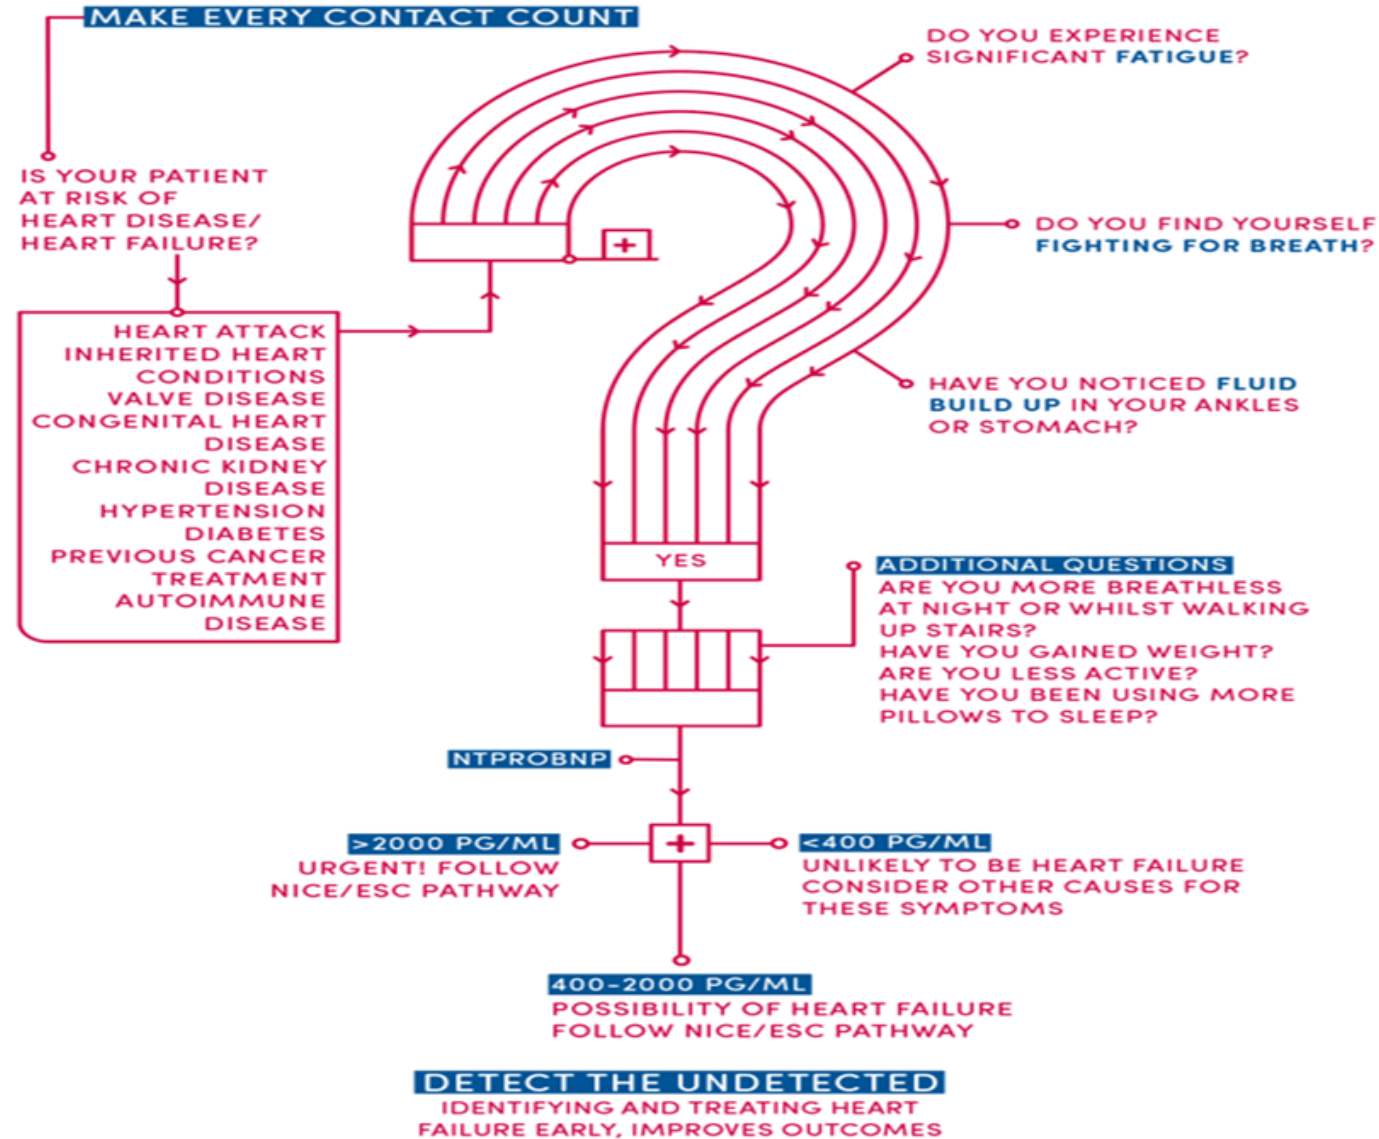 MAKE EVERY CONTACT COUNT
IS YOUR PATIENT
AT RISK OF
HEART DISEASE/
HEART FAILURE?
HEART ATTACK
INHERITED HEART
CONDITIONS
VALVE DISEASE
CONGENITAL HEART
DISEASE
CHRONIC KIDNEY
DISEASE
HYPERTENSION
DIABETES
PREVIOUS CANCER
TREATMENT
AUTOIMMUNE
DISEASE
+
DO YOU EXPERIENCE
SIGNIFICANT FATIGUE?
DO YOU FIND YOURSELF
FIGHTING FOR BREATH?
HAVE YOU NOTICED FLUID
BUILD UP IN YOUR ANKLES
OR STOMACH?
YES
ADDITIONAL QUESTIONS
ARE YOU MORE BREATHLESS
AT NIGHT OR WHILST WALKING
UP STAIRS?
HAVE YOU GAINED WEIGHT?
ARE YOU LESS ACTIVE?
HAVE YOU BEEN USING MORE
PILLOWS TO SLEEP?
NTPROBNP
+
>2000 PG/ML
URGENT! FOLLOW
NICE/ESC PATHWAY
<400 PG/ML
UNLIKELY TO BE HEART FAILURE
CONSIDER OTHER CAUSES FOR
THESE SYMPTOMS
400-2000 PG/ML
POSSIBILITY OF HEART FAILURE
FOLLOW NICE/ESC PATHWAY
DETECT THE UNDETECTED
IDENTIFYING AND TREATING HEART
FAILURE EARLY, IMPROVES OUTCOMES